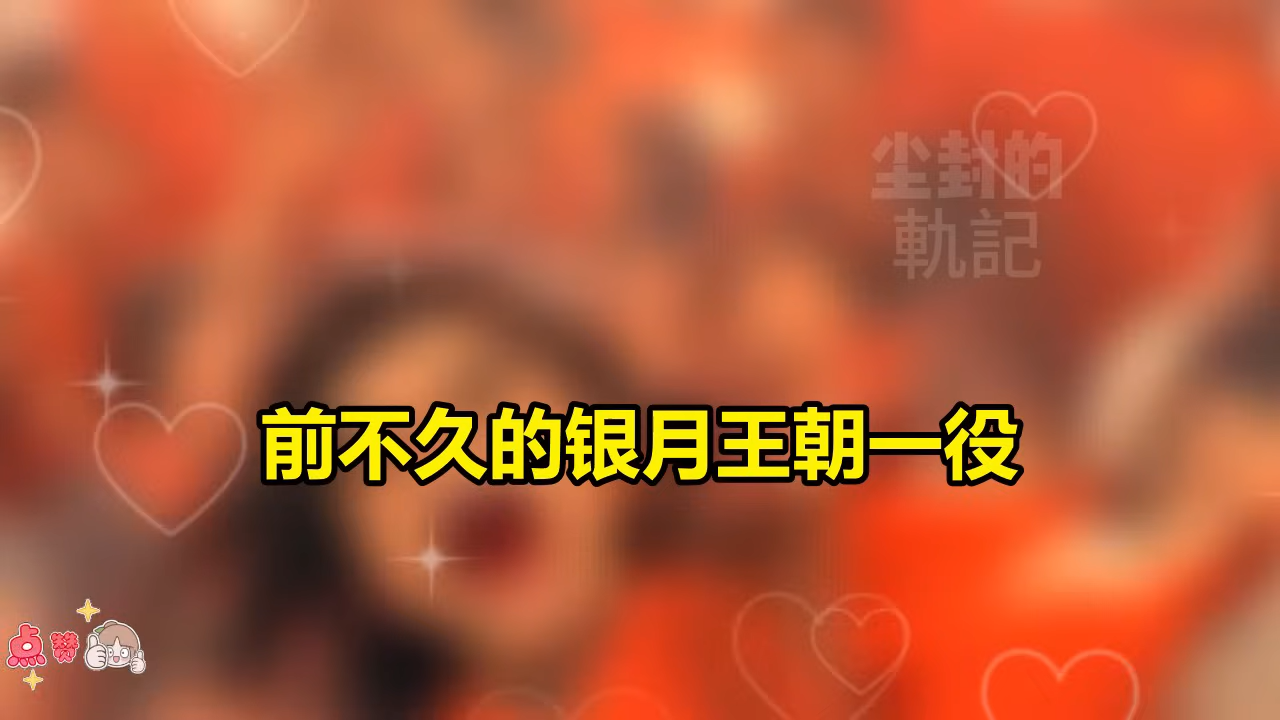 尘封的
軌記
前不久的银月王朝一役
点赞